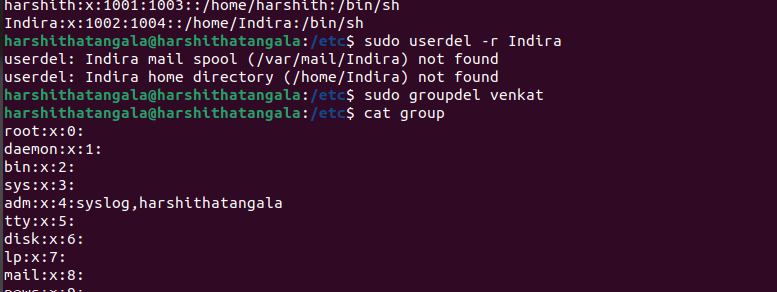 harshith:x:1001:1003::/home/harshith:/bin/sh
Indira:x:1002:1004::/home/Indira:/bin/sh
harshithatangala@harshithatangala:/etc$ sudo userdel -r Indira
userdel: Indira mail spool (/var/mail/Indira) not found
userdel: Indira home directory (/home/Indira) not found
harshithatangala@harshithatangala:/etc$ sudo groupdel venkat
harshithatangala@harshithatangala:/etc$ cat group
root:x:0:
daemon:x:1:
bin:x:2:
sys:x:3:
adm:x:4:syslog,harshithatangala
tty:x:5:
disk:x:6:
lp:x:7:
mail:x:8:
news:x:9: